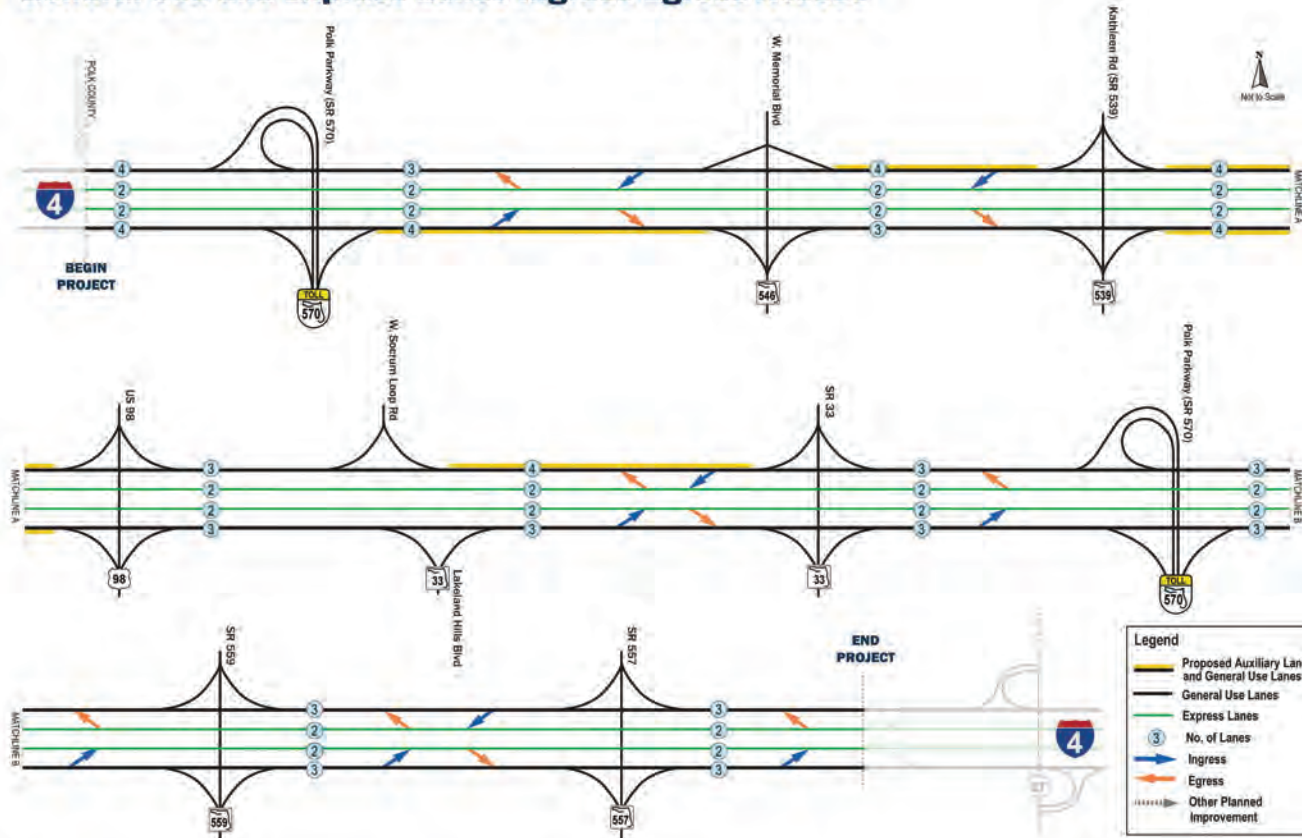 POLK COUNTY
Polk Parkway (SR 570)
W. Memorial Blvd
Kathleen Rd (SR 539)
N
Not to Scale
4
4
3
4
4
2
2
2
2
2
2
2
2
4
4
3
4
MATCHLINE A
BEGIN
PROJECT
TOLL
570
546
539
US 98
W. Socrum Loop Rd
SR 33
Polk Parkway (SR 570)
MATCHLINE A
3
4
3
3
2
2
2
2
2
2
2
2
3
3
3
3
MATCHLINE B
98
33
Lakeland Hills Blvd
33
TOLL
570
SR 559
SR 557
END
PROJECT
MATCHLINE B
3
3
2
2
2
2
3
3
4
559
557
Legend
Proposed Auxiliary
and General Use Lanes
General Use Lanes
Express Lanes
3
No. of Lanes
Ingress
Egress
Other Planned
Improvement